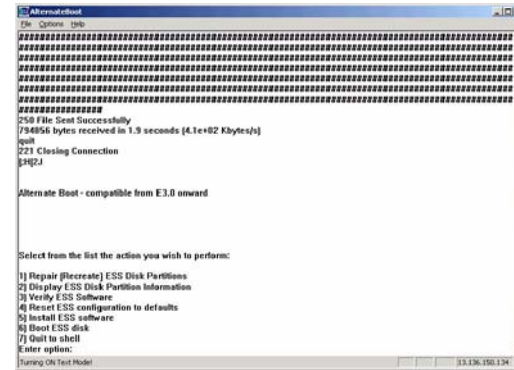 AlternateBoot
File Options Help
################################################################################
################################################################################
################################################################################
################################################################################
################################################################################
################################################################################
################################################################################
################
250 File Sent Successfully
794856 bytes received in 1.9 seconds (4.1e+02 Kbytes/s)
quit
221 Closing Connection
[;H[2J
Alternate Boot - compatible from E3.0 onward
Select from the list the action you wish to perform:
1) Repair (Recreate) ESS Disk Partitions
2) Display ESS Disk Partition Information
3) Verify ESS Software
4) Reset ESS configuration to defaults
5) Install ESS software
6) Boot ESS disk
7) Quit to shell
Enter option:
Turning ON Text Mode! 13.136.150.134